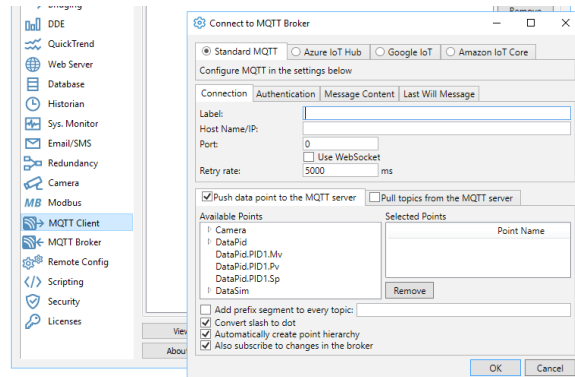 Bridging
DDE
QuickTrend
Web Server
Database
Historian
Sys. Monitor
Email/SMS
Redundancy
Camera
MB Modbus
MQTT Client
MQTT Broker
Remote Config
Scripting
Security
Licenses
Remove
Connect to MQTT Broker
Standard MQTT Azure IoT Hub Google IoT Amazon IoT Core
Configure MQTT in the settings below
Connection Authentication Message Content Last Will Message
Label:
Host Name/IP:
Port: 0
Use WebSocket
Retry rate: 5000 ms
Push data point to the MQTT server Pull topics from the MQTT server
Available Points Selected Points
Camera Point Name
DataPid
DataPid.PID1.Mv
DataPid.PID1.Pv
DataPid.PID1.Sp
DataSim Remove
Add prefix segment to every topic:
Convert slash to dot
Automatically create point hierarchy
Also subscribe to changes in the broker
OK Cancel